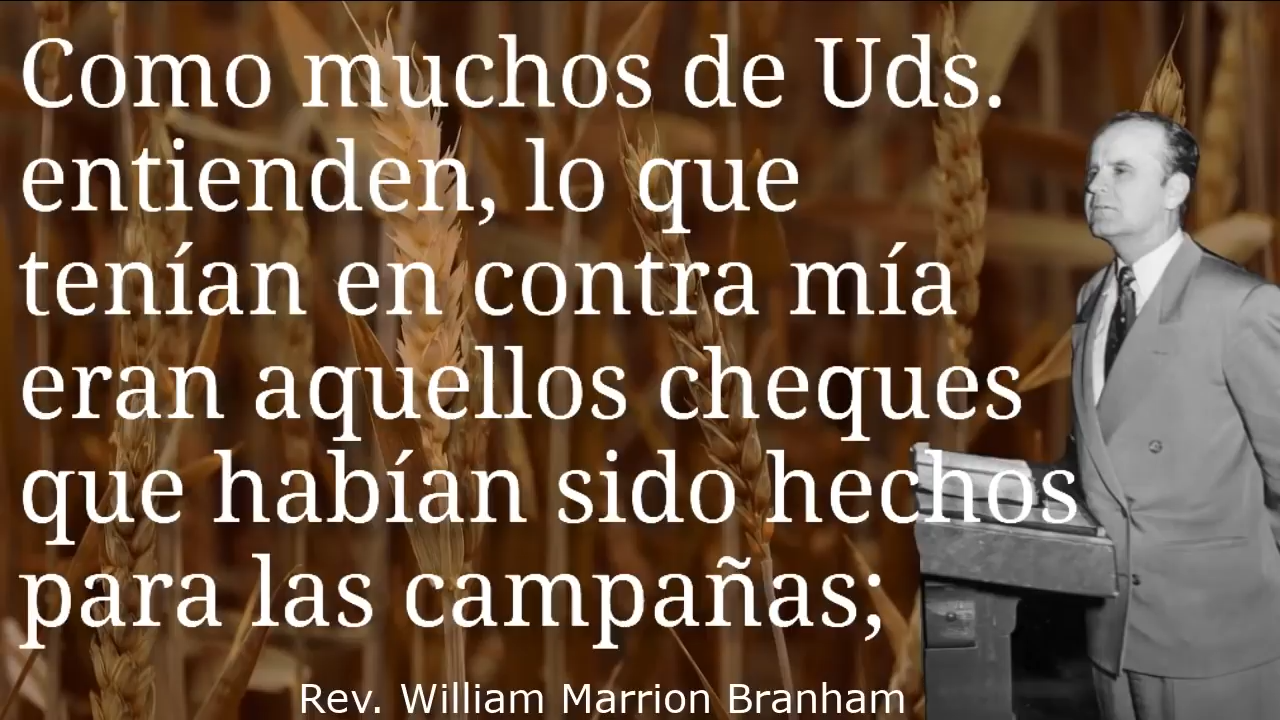 Como muchos de Uds.
entienden, lo que
tenían en contra mía
eran aquellos cheques
que habían sido hechos
para las campañas;
Rev. William Marrion Branham